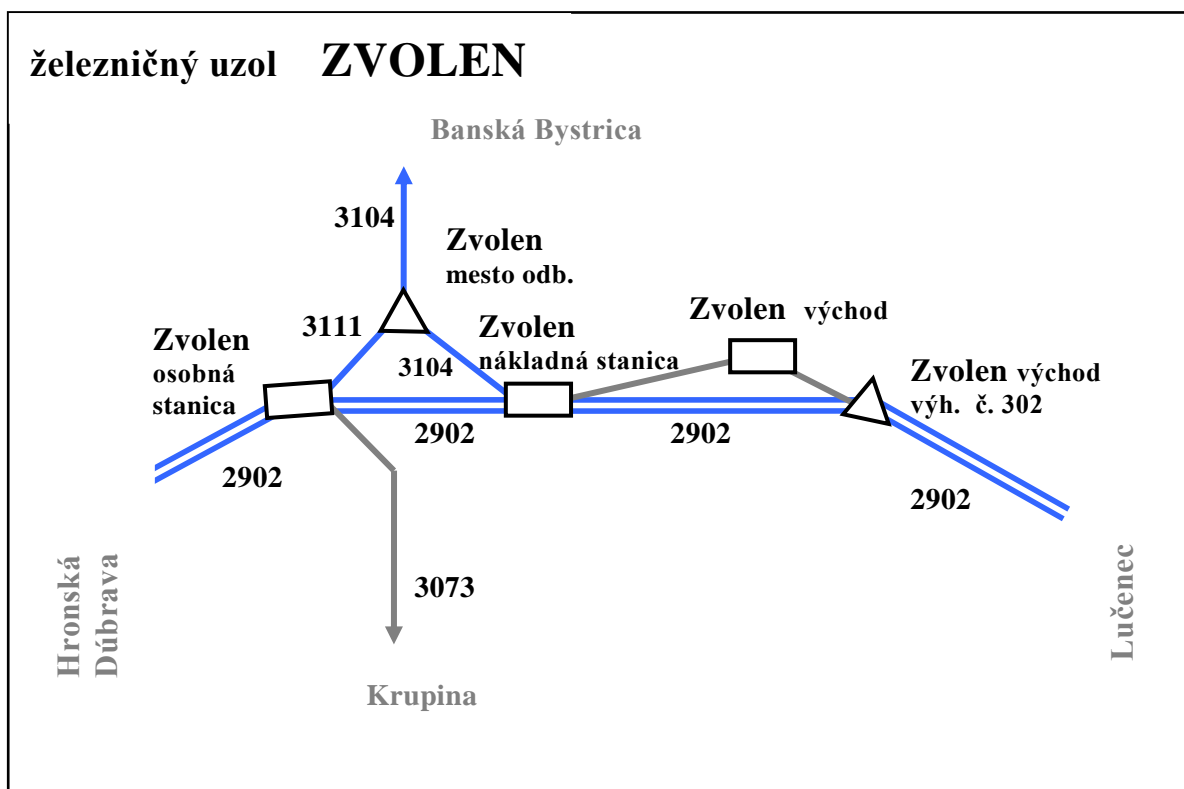 železničný uzol ZVOLEN
Banská Bystrica
3104
Zvolen
mesto odb.
Zvolen východ
3111
Zvolen
nákladná stanica
Zvolen
osobná
stanica
3104
Zvolen východ
výh. č. 302
2902
2902
2902
2902
Hronská
Dúbrava
3073
Lučenec
Krupina